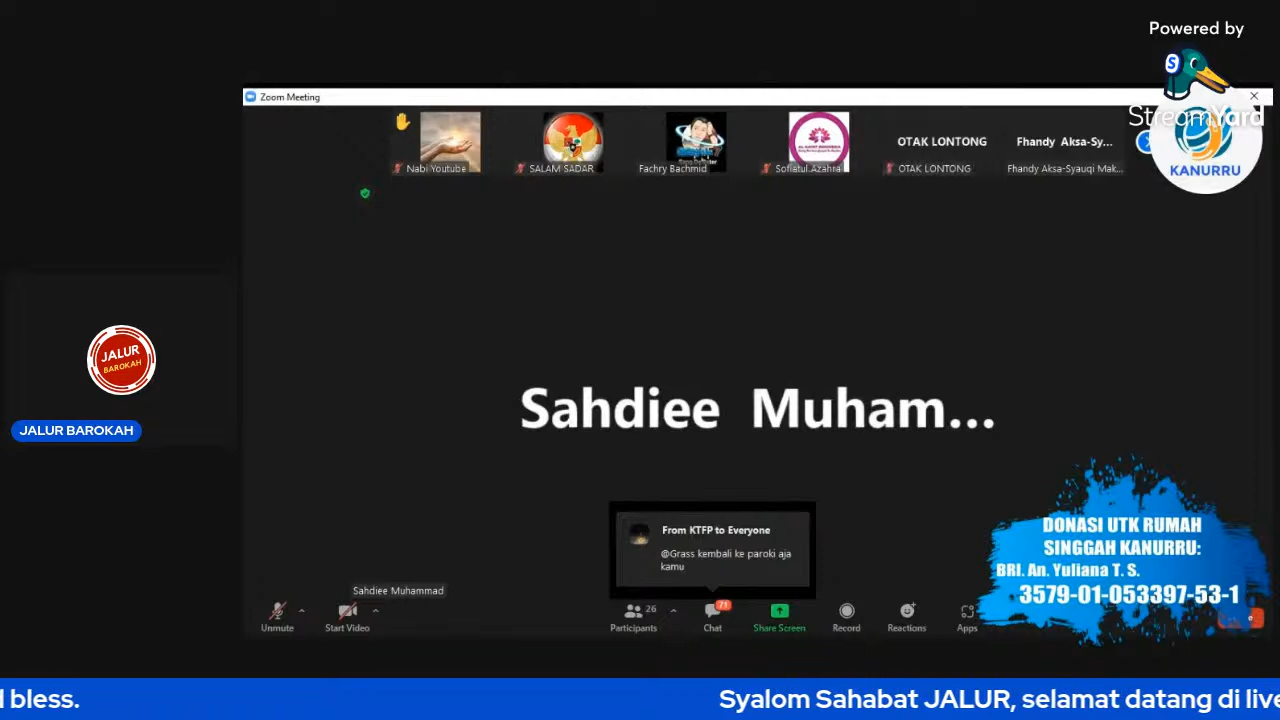 Powered by
StreamYard
Zoom Meeting
KANURRU
OTAK LONTONG
Fhandy Aksa-Sy...
Nabi Youtube
SALAM SADAR
Fachry Bachmid
Sofiatul Azahra
OTAK LONTONG
Fhandy Aksa-Syauqi Mak...
JALUR
BAROKAH
JALUR BAROKAH
Sahdiee Muham...
From KTFP to Everyone
@Grass kembali ke paroki aja
kamu
DONASI UTK RUMAH
SINGGAH KANURRU:
BRI. An. Yuliana T. S.
3579-01-053397-53-1
Sahdiee Muhammad
26
71
Unmute
Start Video
Participants
Chat
Share Screen
Record
Reactions
Apps
d bless.
Syalom Sahabat JALUR, selamat datang di live